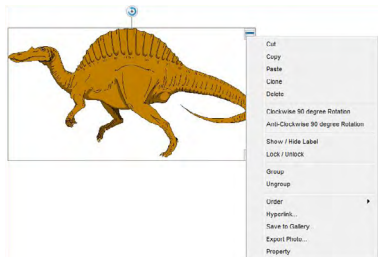 Cut
Copy
Paste
Clone
Delete
Clockwise 90 degree Rotation
Anti-Clockwise 90 degree Rotation
Show / Hide Label
Lock / Unlock
Group
Ungroup
Order
Hyperlink...
Save to Gallery
Export Photo...
Property